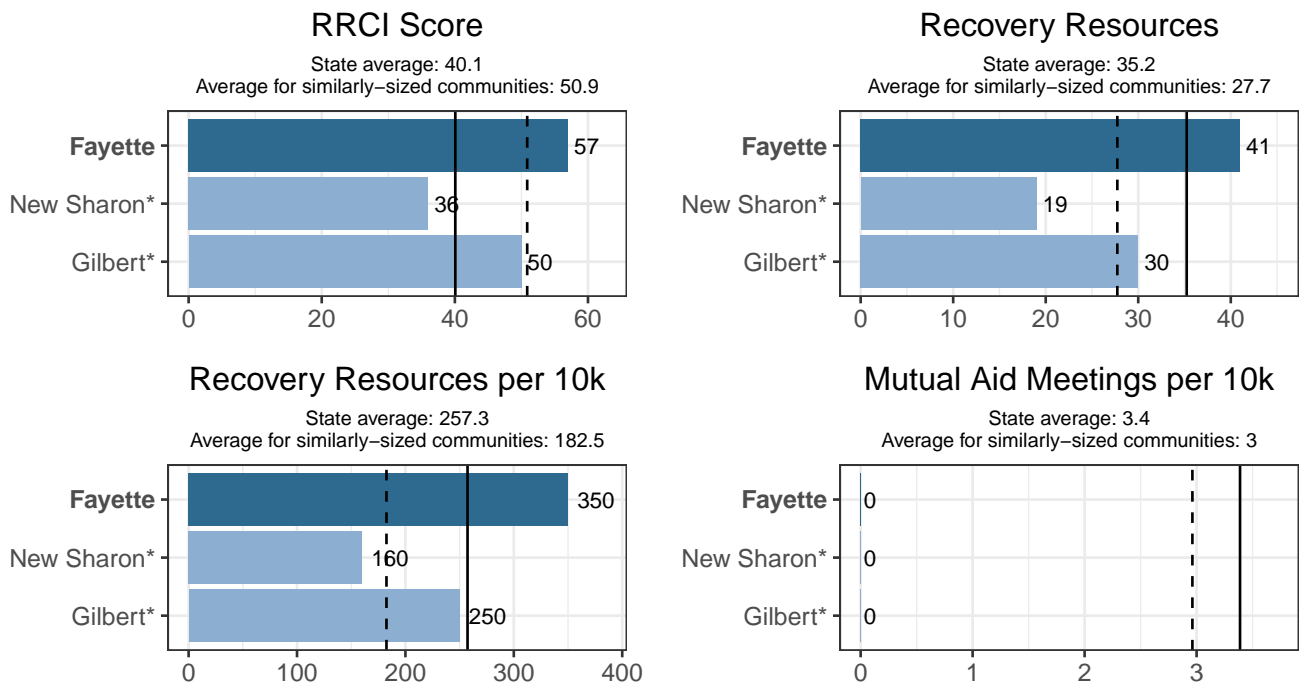 RRCI Score
State average: 40.1
Average for similarly−sized communities: 50.9
Fayette
57
New Sharon*
36
Gilbert*
50
0 20 40 60
Recovery Resources
State average: 35.2
Average for similarly−sized communities: 27.7
Fayette
41
New Sharon*
19
Gilbert*
30
0 10 20 30 40
Recovery Resources per 10k
State average: 257.3
Average for similarly−sized communities: 182.5
Fayette
350
New Sharon*
160
Gilbert*
250
0 100 200 300 400
Mutual Aid Meetings per 10k
State average: 3.4
Average for similarly−sized communities: 3
Fayette
0
New Sharon*
0
Gilbert*
0
0 1 2 3